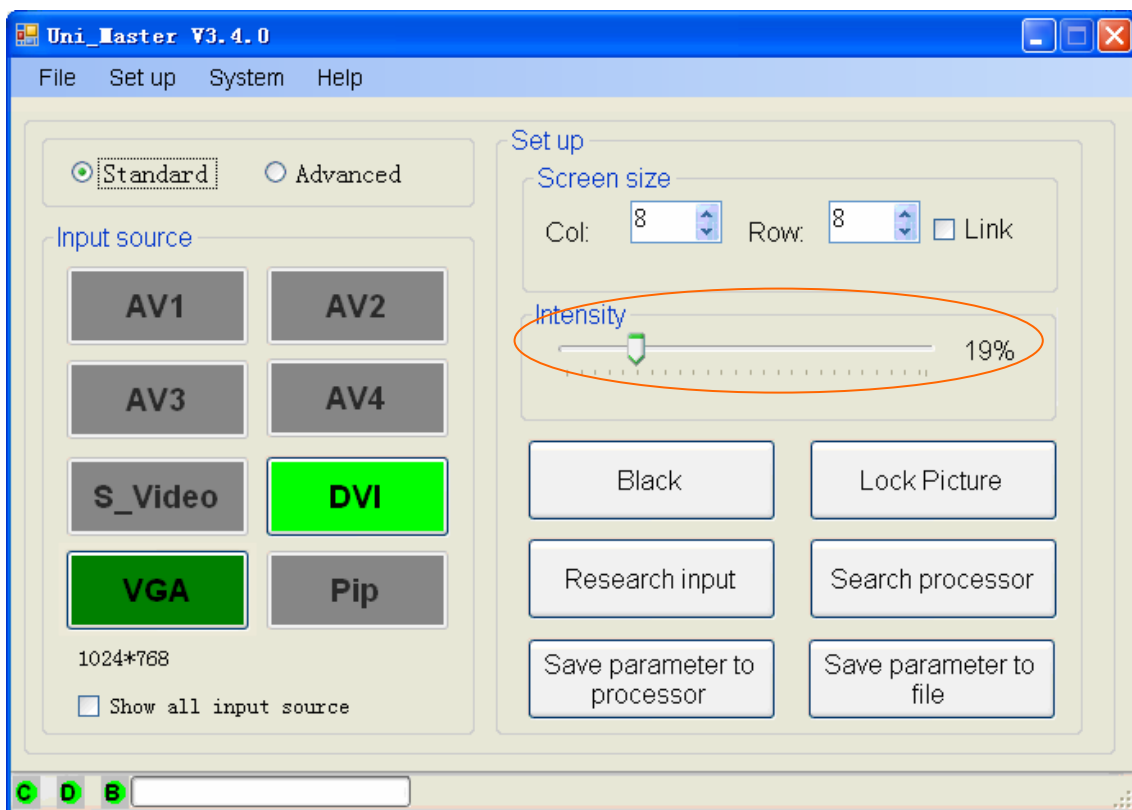 Uni_Master V3.4.0
File Set up System Help
Standard Advanced
Input source
AV1 AV2
AV3 AV4
S_Video DVI
VGA Pip
1024*768
Show all input source
Set up
Screen size
Col: 8 Row: 8 Link
Intensity
19%
Black Lock Picture
Research input Search processor
Save parameter to
processor
Save parameter to
file
C D B